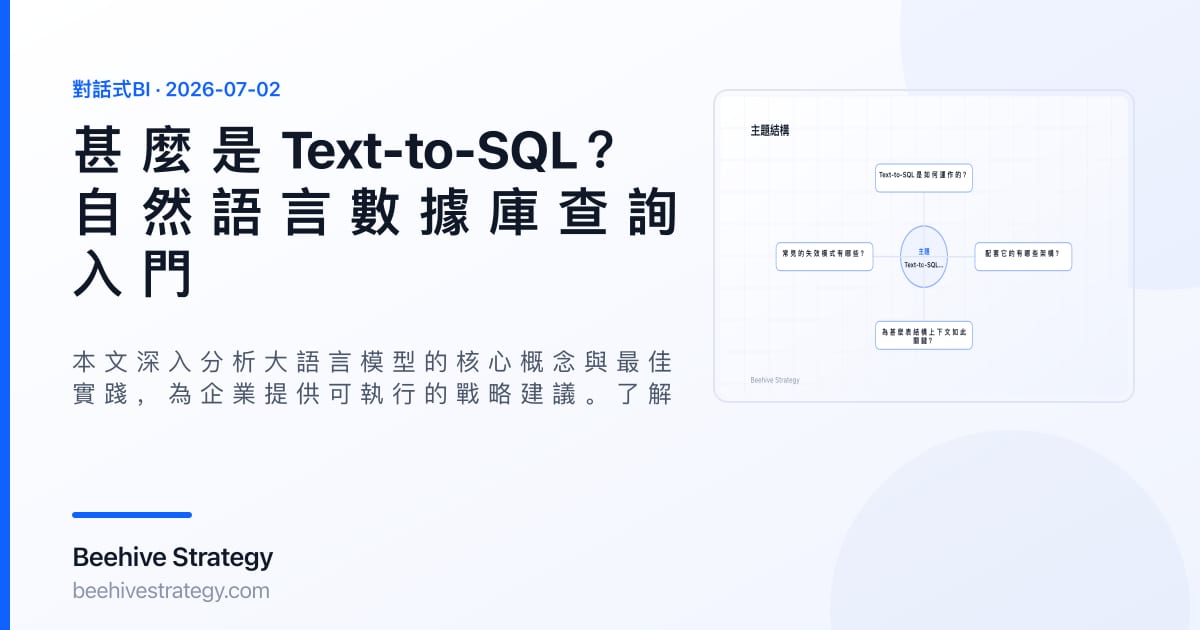 對話式BI · 2026-07-02
甚麼是 Text-to-SQL？
自然語言數據庫查詢
入門
本文深入分析大語言模型的核心概念與最佳
實踐，為企業提供可執行的戰略建議。了解
Beehive Strategy
beehivestrategy.com
主題結構
Text-to-SQL 是如何運作的？
常見的失效模式有哪些？
主題
Text-to-SQL…
配置它的有哪些架構？
為甚麼表結構上下文如此
關鍵？
Beehive Strategy